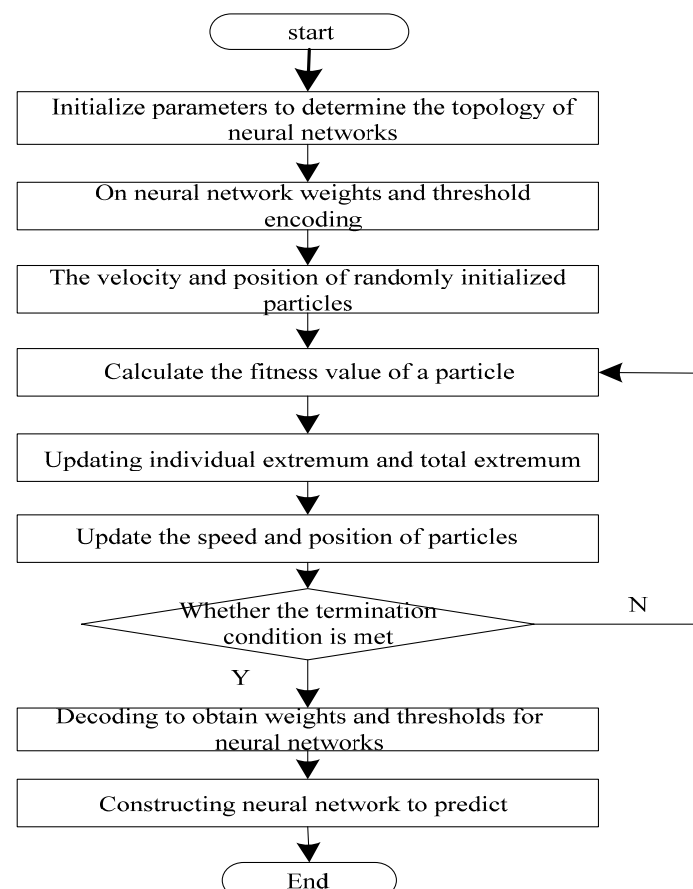 start
Initialize parameters to determine the topology of
neural networks
On neural network weights and threshold
encoding
The velocity and position of randomly initialized
particles
Calculate the fitness value of a particle
Updating individual extremum and total extremum
Update the speed and position of particles
Whether the termination
condition is met
N
Y
Decoding to obtain weights and thresholds for
neural networks
Constructing neural network to predict
End